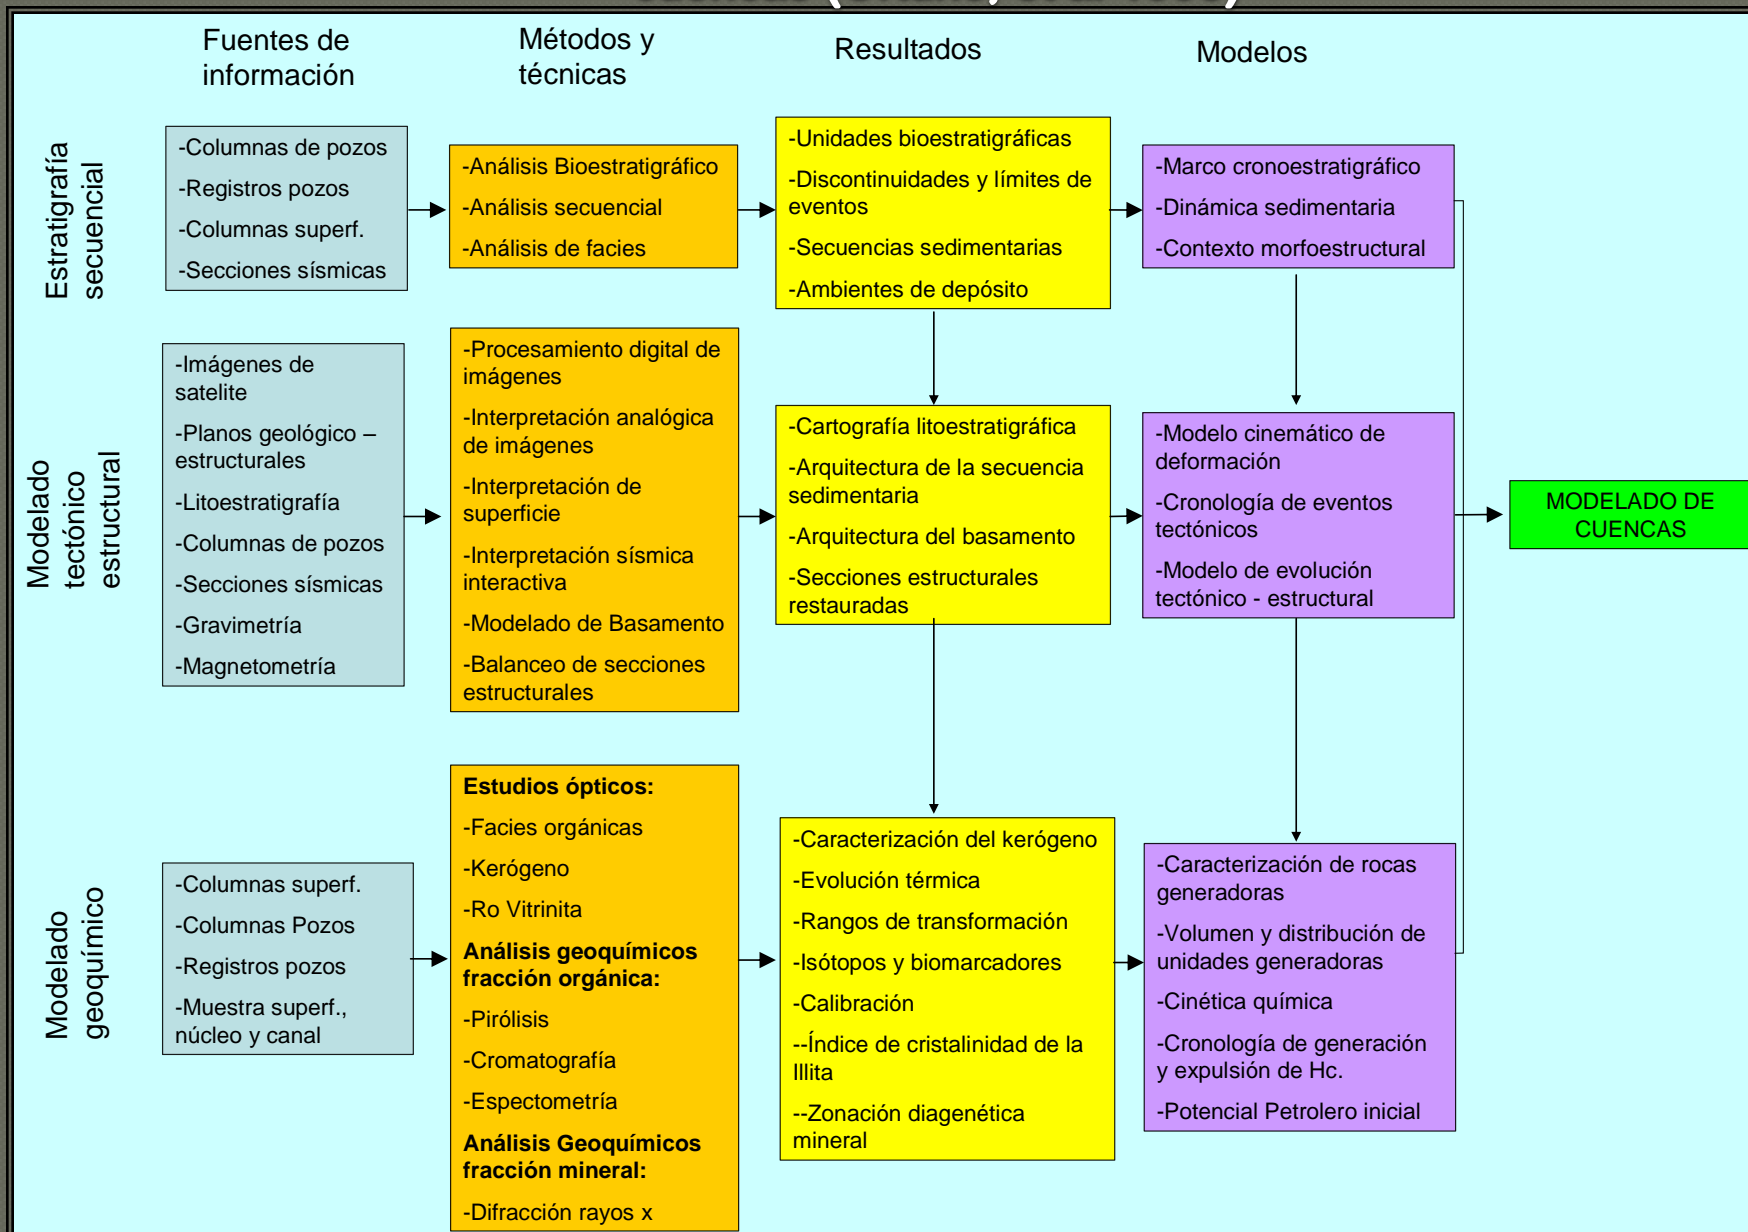 Fuentes de
información
Métodos y
técnicas
Resultados
Modelos
Estratigrafía
secuencial
-Columnas de pozos
-Registros pozos
-Columnas superf.
-Secciones sísmicas
-Análisis Bioestratigráfico
-Análisis secuencial
-Análisis de facies
-Unidades bioestratigráficas
-Discontinuidades y límites de
eventos
-Secuencias sedimentarias
-Ambientes de depósito
-Marco cronoestratigráfico
-Dinámica sedimentaria
-Contexto morfoestructural
Modelado
tectónico
estructural
-Imágenes de
satelite
-Planos geológico –
estructurales
-Litoestratigrafía
-Columnas de pozos
-Secciones sísmicas
-Gravimetría
-Magnetometría
-Procesamiento digital de
imágenes
-Interpretación analógica
de imágenes
-Interpretación de
superficie
-Interpretación sísmica
interactiva
-Modelado de Basamento
-Balanceo de secciones
estructurales
-Cartografía litoestratigráfica
-Arquitectura de la secuencia
sedimentaria
-Arquitectura del basamento
-Secciones estructurales
restauradas
-Modelo cinemático de
deformación
-Cronología de eventos
tectónicos
-Modelo de evolución
tectónico - estructural
MODELADO DE
CUENCAS
Modelado
geoquímico
-Columnas superf.
-Columnas Pozos
-Registros pozos
-Muestra superf.,
núcleo y canal
Estudios ópticos:
-Facies orgánicas
-Kerógeno
-Ro Vitrinita
Análisis geoquímicos
fracción orgánica:
-Pirólisis
-Cromatografía
-Espectometría
Análisis Geoquímicos
fracción mineral:
-Difracción rayos x
-Caracterización del kerógeno
-Evolución térmica
-Rangos de transformación
-Isótopos y biomarcadores
-Calibración
--Índice de cristalinidad de la
Illita
--Zonación diagenética
mineral
-Caracterización de rocas
generadoras
-Volumen y distribución de
unidades generadoras
-Cinética química
-Cronología de generación
y expulsión de Hc.
-Potencial Petrolero inicial